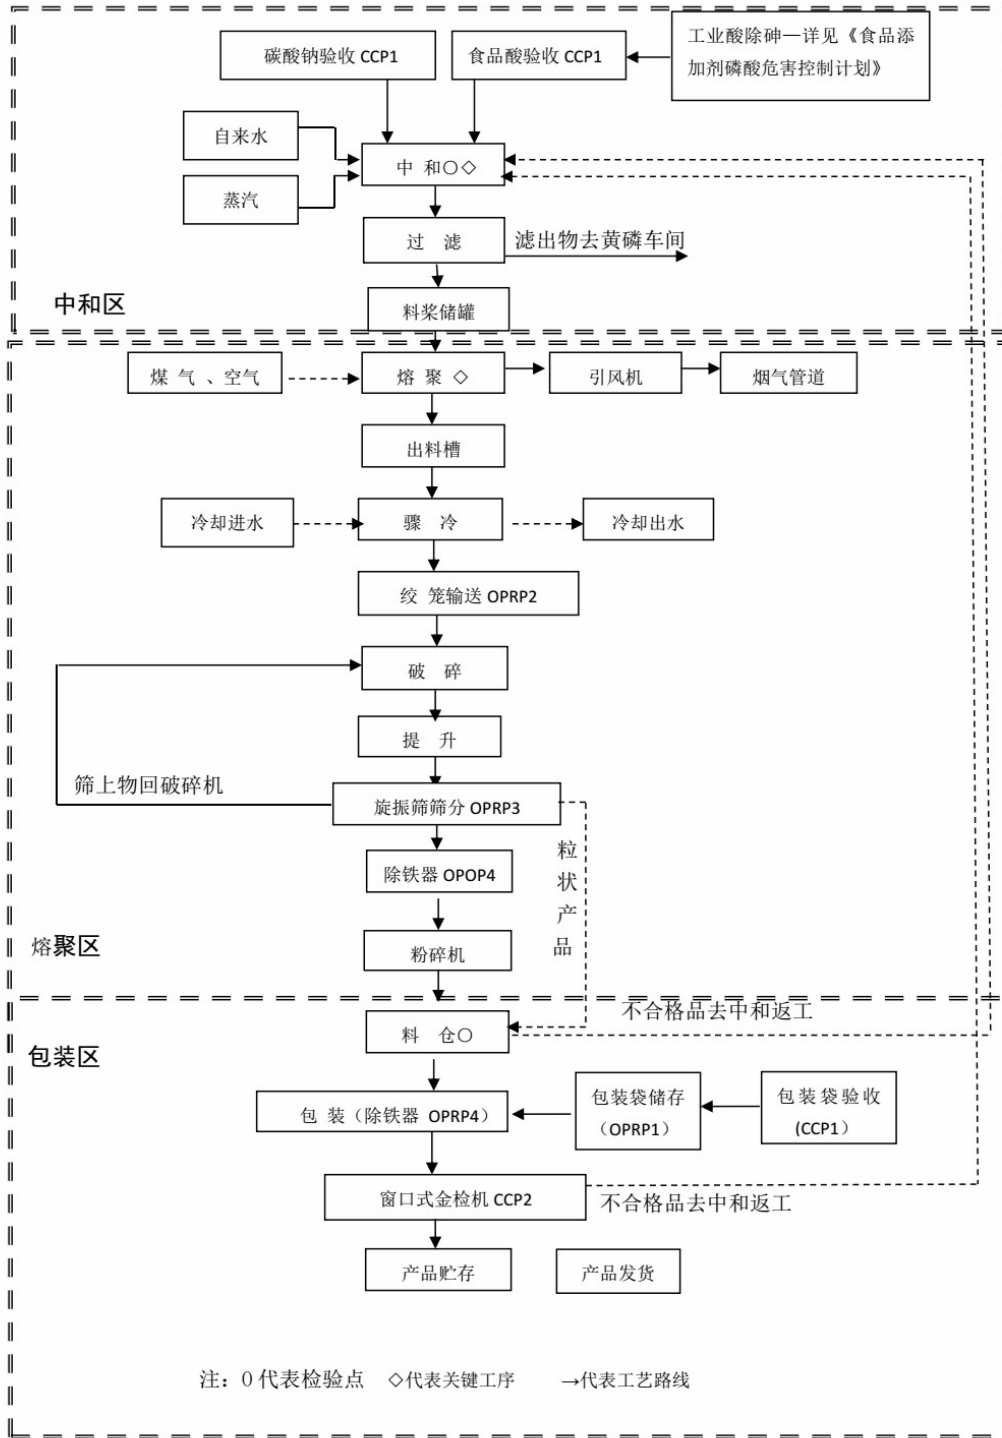 碳酸钠验收 CCP1
食品酸验收 CCP1
工业酸除砷—详见《食品添
加剂磷酸危害控制计划》
自来水
中 和〇◇
蒸汽
过 滤
滤出物去黄磷车间
中和区
料浆储罐
煤 气 、空气
熔 聚 ◇
引风机
烟气管道
出料槽
冷却进水
骤 冷
冷却出水
绞 笼输送 OPRP2
破 碎
提 升
筛上物回破碎机
旋振筛筛分 OPRP3
粒
状
产
品
除铁器 OPOP4
熔聚区
粉碎机
不合格品去中和返工
料 仓〇
包装区
包 装（除铁器 OPRP4）
包装袋储存
（OPRP1）
包装袋验收
(CCP1）
窗口式金检机 CCP2
不合格品去中和返工
产品贮存
产品发货
注：0 代表检验点 ◇代表关键工序 →代表工艺路线